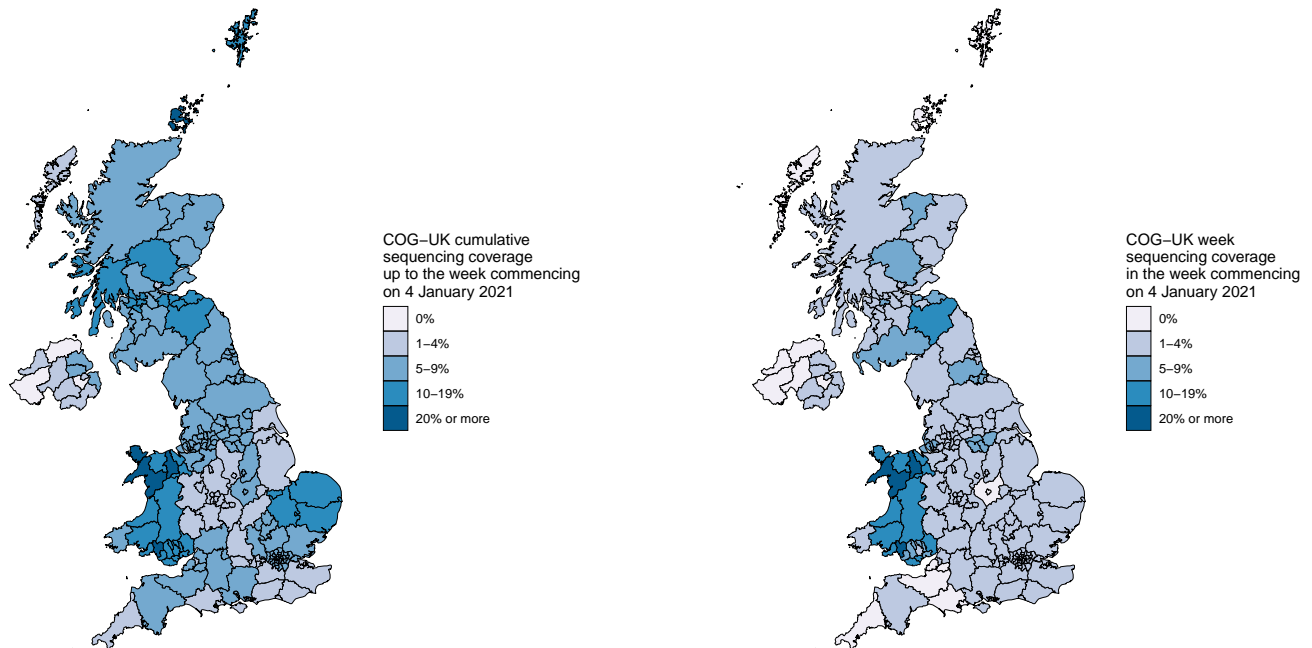 COG–UK cumulative
sequencing coverage
up to the week commencing
on 4 January 2021
0%
1–4%
5–9%
10–19%
20% or more
COG–UK week
sequencing coverage
in the week commencing
on 4 January 2021
0%
1–4%
5–9%
10–19%
20% or more